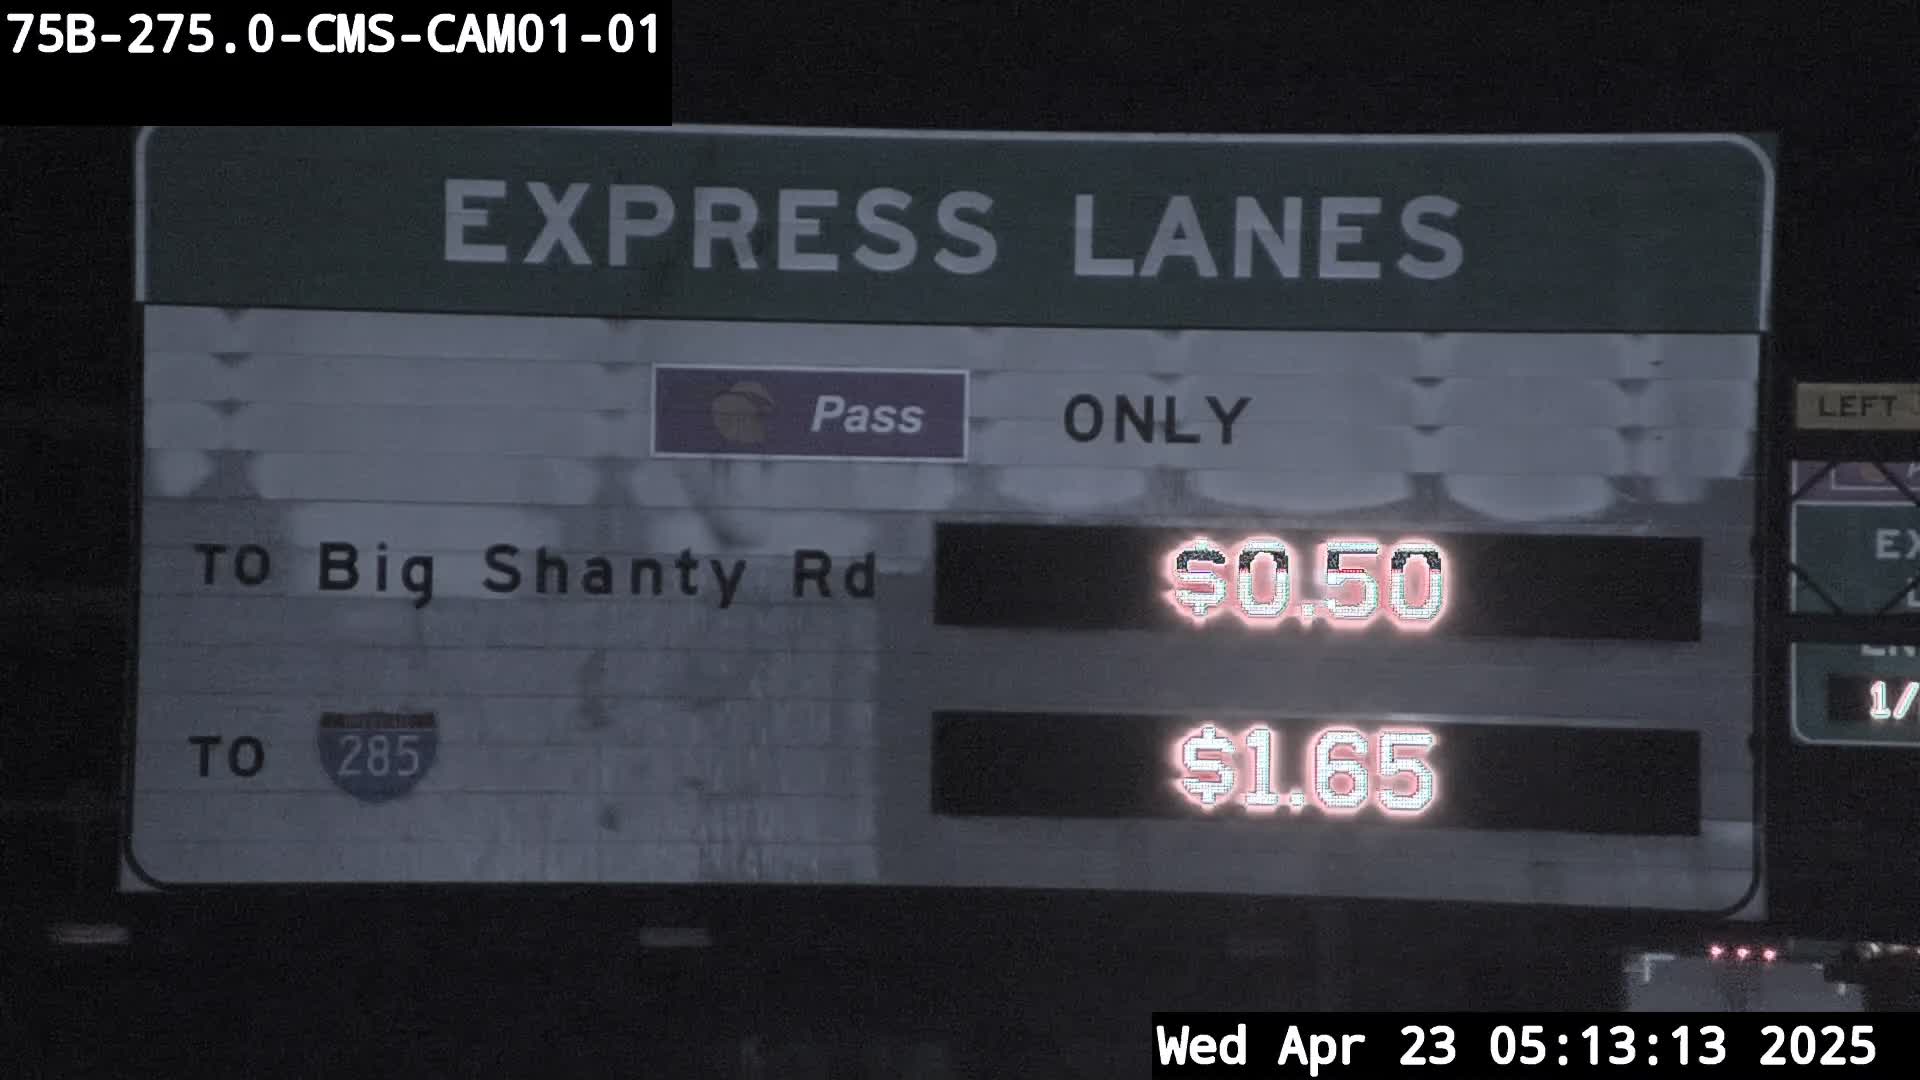 75B-275.0-CMS-CAM01-01
EXPRESS LANES
Pass ONLY
TO Big Shanty Rd $0.50
TO 285 $1.65
LEFT
1/
Wed Apr 23 05:13:13 2025